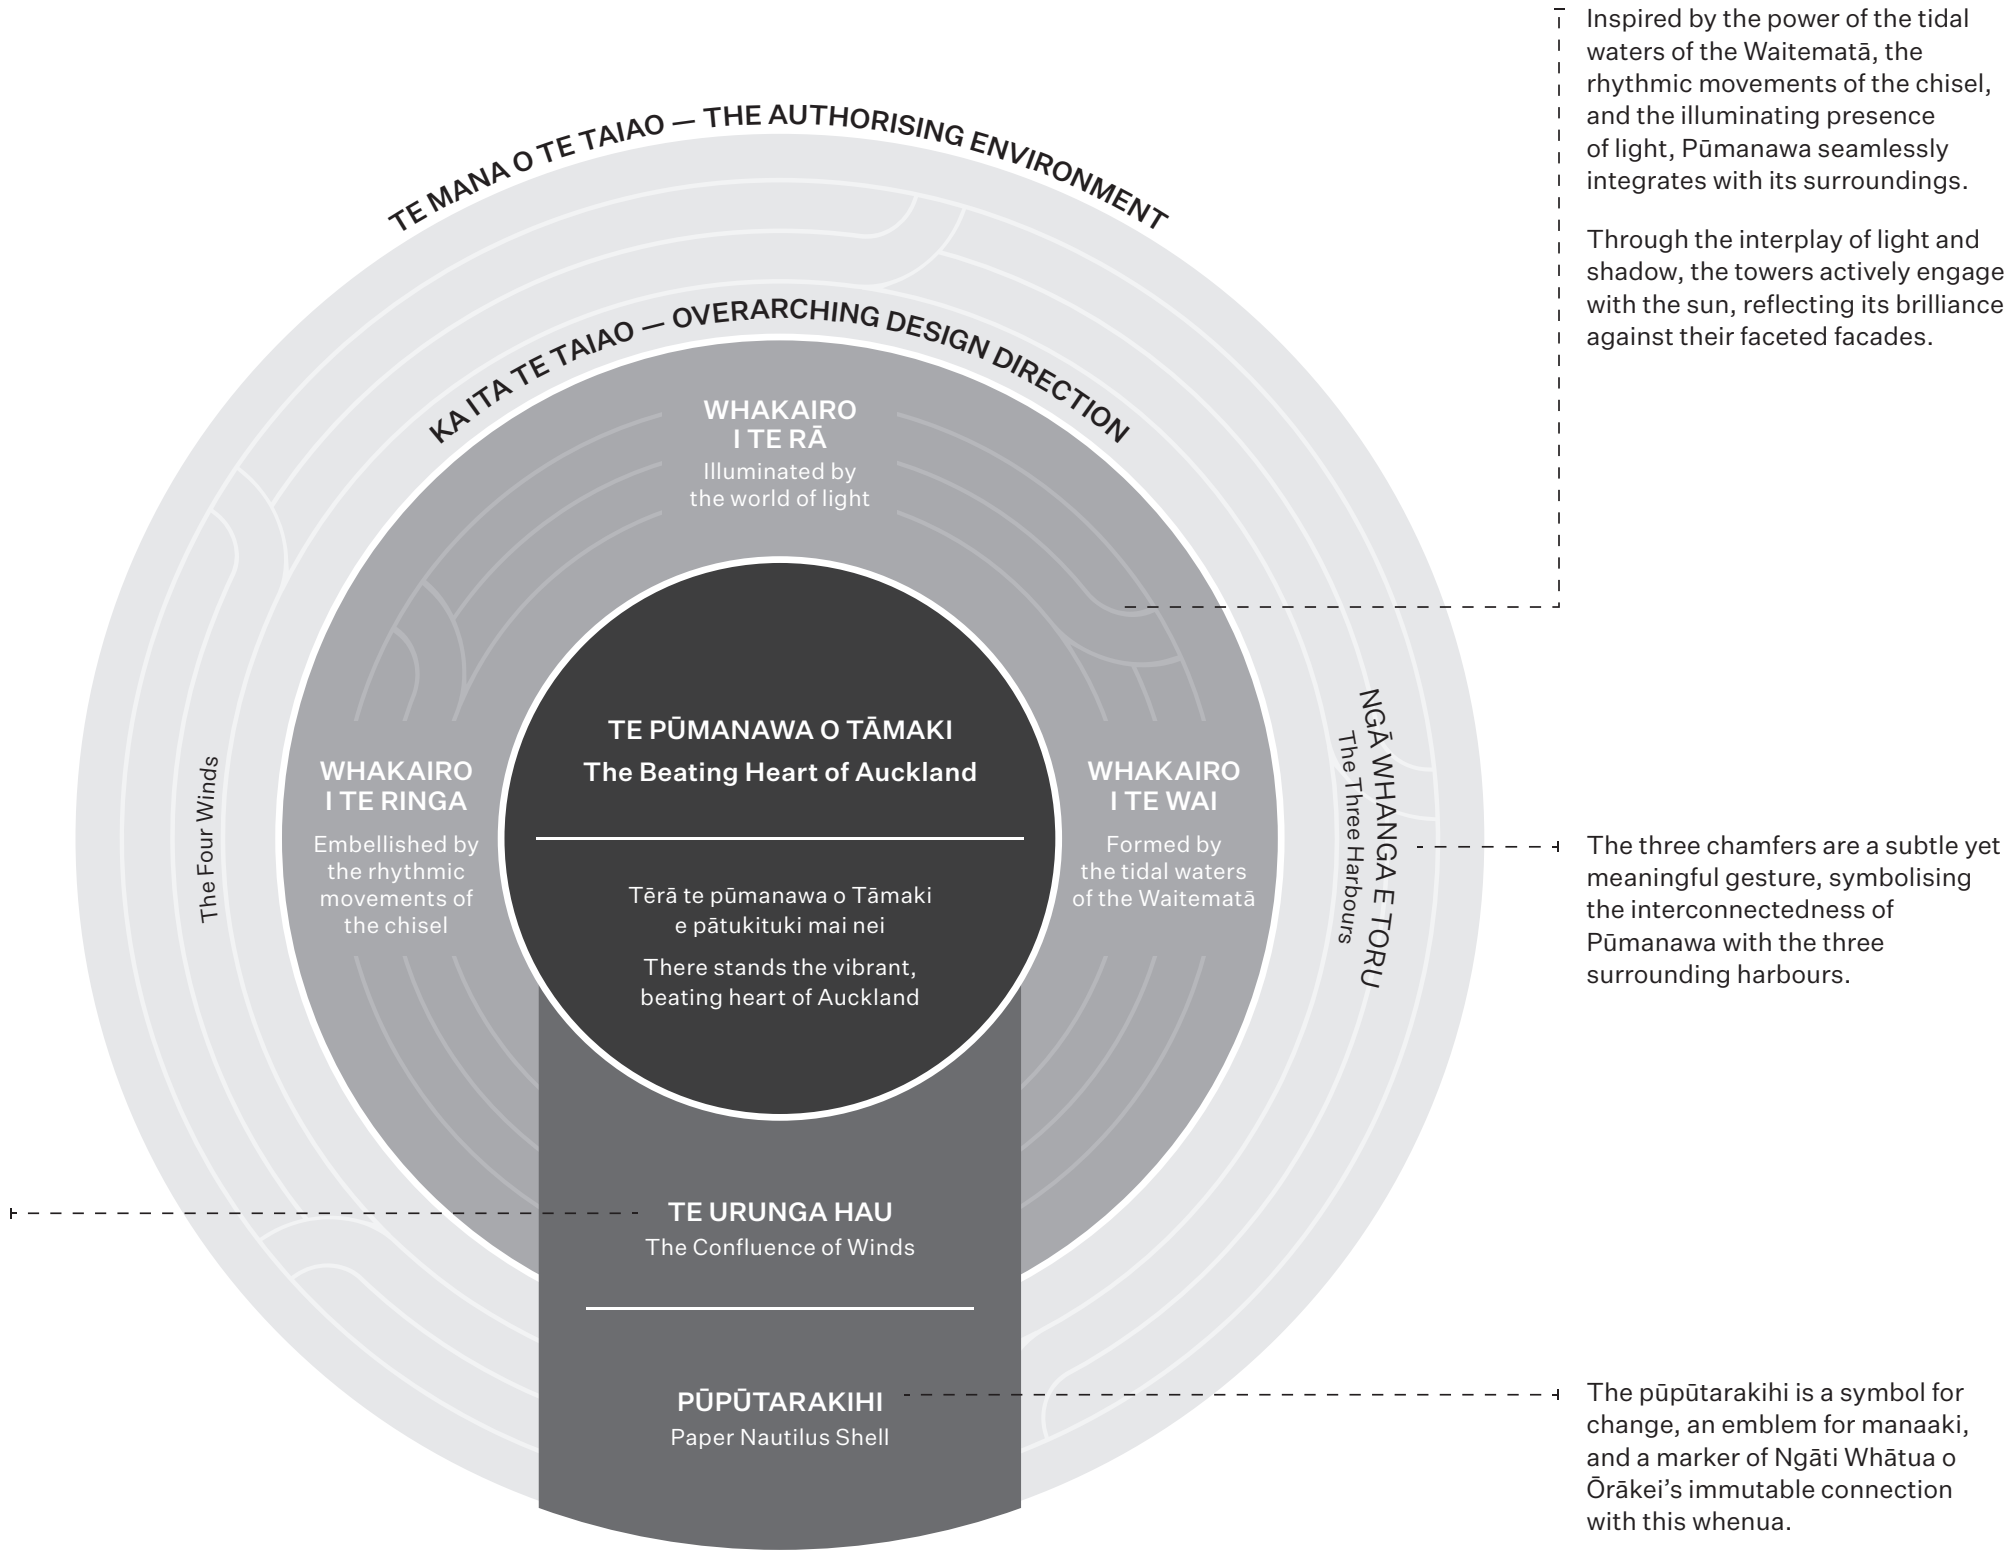 TE MANA O TE TAIAO — THE AUTHORISING ENVIRONMENT
KA ITA TE TAIAO — OVERARCHING DESIGN DIRECTION
WHAKAIRO
I TE RĀ
Illuminated by
the world of light
The Four Winds
WHAKAIRO
I TE RINGA
Embellished by
the rhythmic
movements of
the chisel
TE PŪMANAWA O TĀMAKI
The Beating Heart of Auckland
Tērā te pūmanawa o Tāmaki
e pātukituki mai nei
There stands the vibrant,
beating heart of Auckland
WHAKAIRO
I TE WAI
Formed by
the tidal waters
of the Waitematā
NGĀ WHANGA E TORU
The Three Harbours
TE URUNGA HAU
The Confluence of Winds
PŪPŪTARAKIHI
Paper Nautilus Shell
Inspired by the power of the tidal
waters of the Waitematā, the
rhythmic movements of the chisel,
and the illuminating presence
of light, Pūmanawa seamlessly
integrates with its surroundings.
Through the interplay of light and
shadow, the towers actively engage
with the sun, reflecting its brilliance
against their faceted facades.
The three chamfers are a subtle yet
meaningful gesture, symbolising
the interconnectedness of
Pūmanawa with the three
surrounding harbours.
The pūpūtarakihi is a symbol for
change, an emblem for manaaki,
and a marker of Ngāti Whātua o
Ōrākei’s immutable connection
with this whenua.